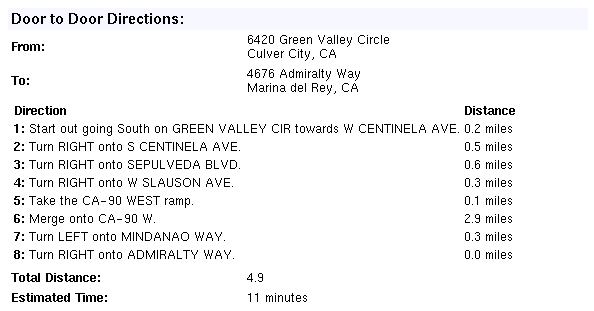 Door to Door Directions:
From: 6420 Green Valley Circle
Culver City, CA
To: 4676 Admiralty Way
Marina del Rey, CA
Direction Distance
1: Start out going South on GREEN VALLEY CIR towards W CENTINELA AVE. 0.2 miles
2: Turn RIGHT onto S CENTINELA AVE. 0.5 miles
3: Turn RIGHT onto SEPULVEDA BLVD. 0.6 miles
4: Turn RIGHT onto W SLAUSON AVE. 0.3 miles
5: Take the CA-90 WEST ramp. 0.1 miles
6: Merge onto CA-90 W. 2.9 miles
7: Turn LEFT onto MINDANAO WAY. 0.3 miles
8: Turn RIGHT onto ADMIRALTY WAY. 0.0 miles
Total Distance: 4.9
Estimated Time: 11 minutes